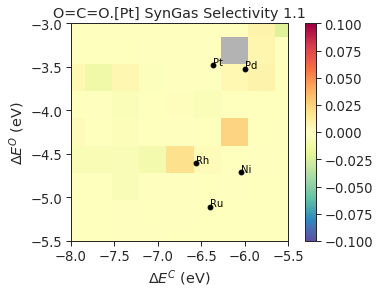 O=C=O.[Pt] SynGas Selectivity 1.1
−3.0
−3.5
−4.0
−4.5
−5.0
−5.5
ΔE^O (eV)
Pt
Pd
Rh
Ni
Ru
−8.0 −7.5 −7.0 −6.5 −6.0 −5.5
ΔE^C (eV)
0.100
0.075
0.050
0.025
0.000
−0.025
−0.050
−0.075
−0.100